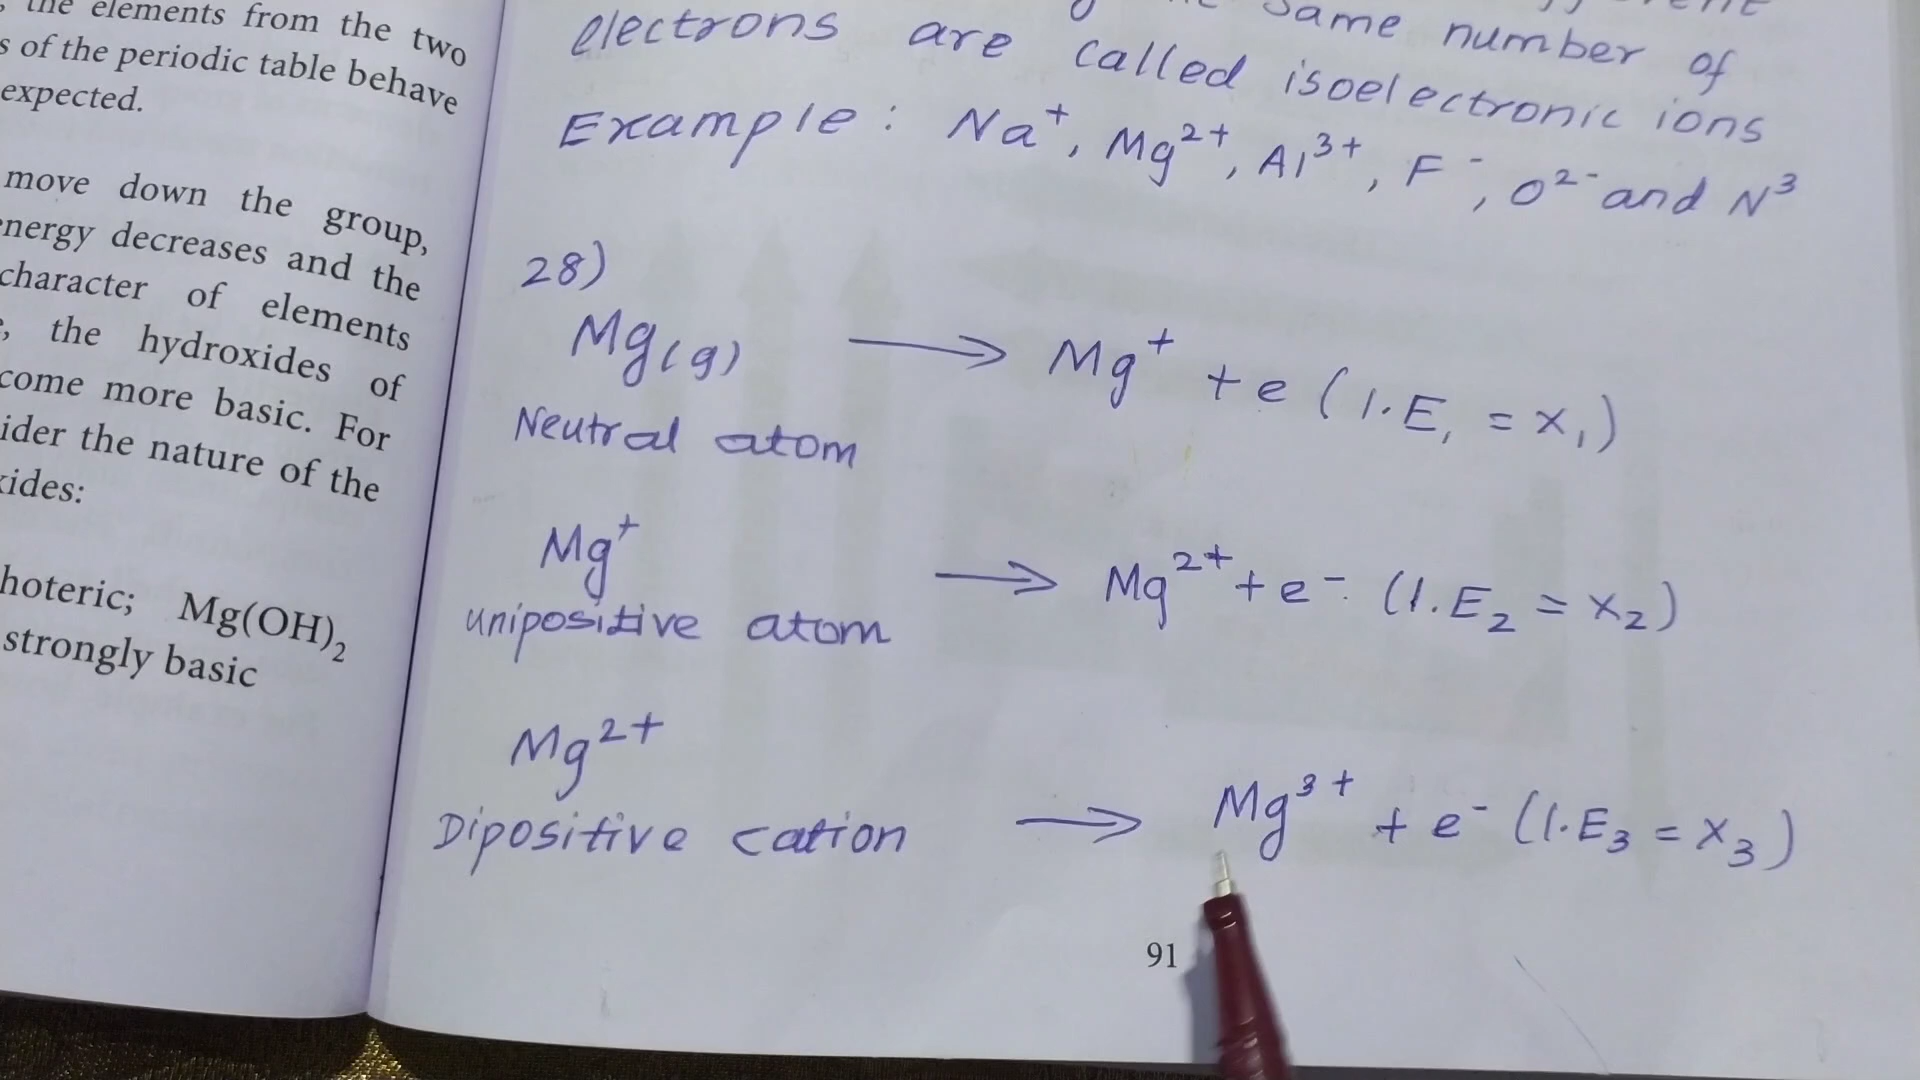 the elements from the two
s of the periodic table behave
expected.
move down the group,
energy decreases and the
character of elements
the hydroxides of
come more basic. For
ider the nature of the
xides:
hoteric; Mg(OH)₂
strongly basic
same number of
electrons are called isoelectronic ions
Example: Na⁺, Mg²⁺, Al³⁺, F⁻, O²⁻ and N³
28)
Mg(g) → Mg⁺ + e (I.E₁ = x₁)
Neutral atom
Mg⁺ → Mg²⁺ + e⁻ (I.E₂ = x₂)
unipositive atom
Mg²⁺
Dipositive cation → Mg³⁺ + e⁻ (I.E₃ = x₃)
91